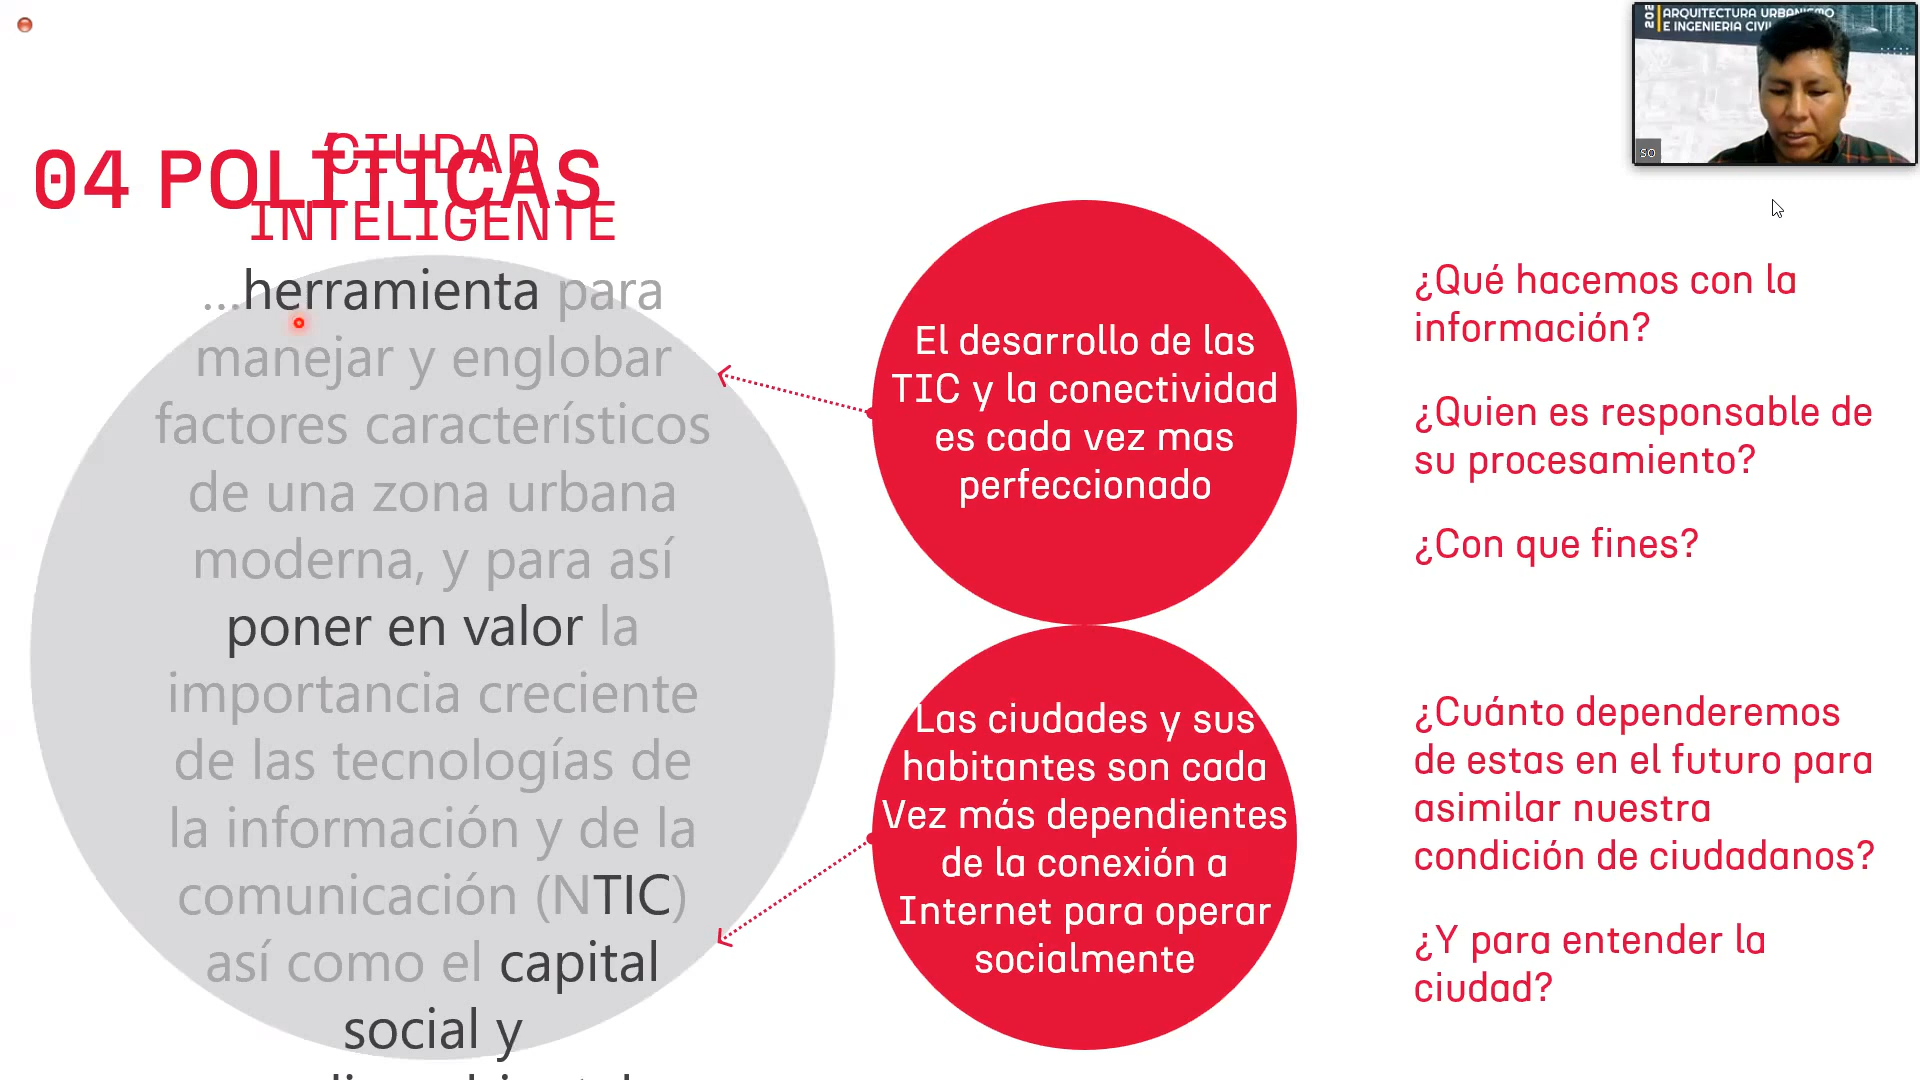 ARQUITECTURA URBANISMO
E INGENIERIA CIVIL
SO
04 POLÍTICAS
CIUDAD
INTELIGENTE
...herramienta para
manejar y englobar
factores característicos
de una zona urbana
moderna, y para así
poner en valor la
importancia creciente
de las tecnologías de
la información y de la
comunicación (NTIC)
así como el capital
social y
El desarrollo de las
TIC y la conectividad
es cada vez mas
perfeccionado
Las ciudades y sus
habitantes son cada
Vez más dependientes
de la conexión a
Internet para operar
socialmente
¿Qué hacemos con la
información?
¿Quien es responsable de
su procesamiento?
¿Con que fines?
¿Cuánto dependeremos
de estas en el futuro para
asimilar nuestra
condición de ciudadanos?
¿Y para entender la
ciudad?